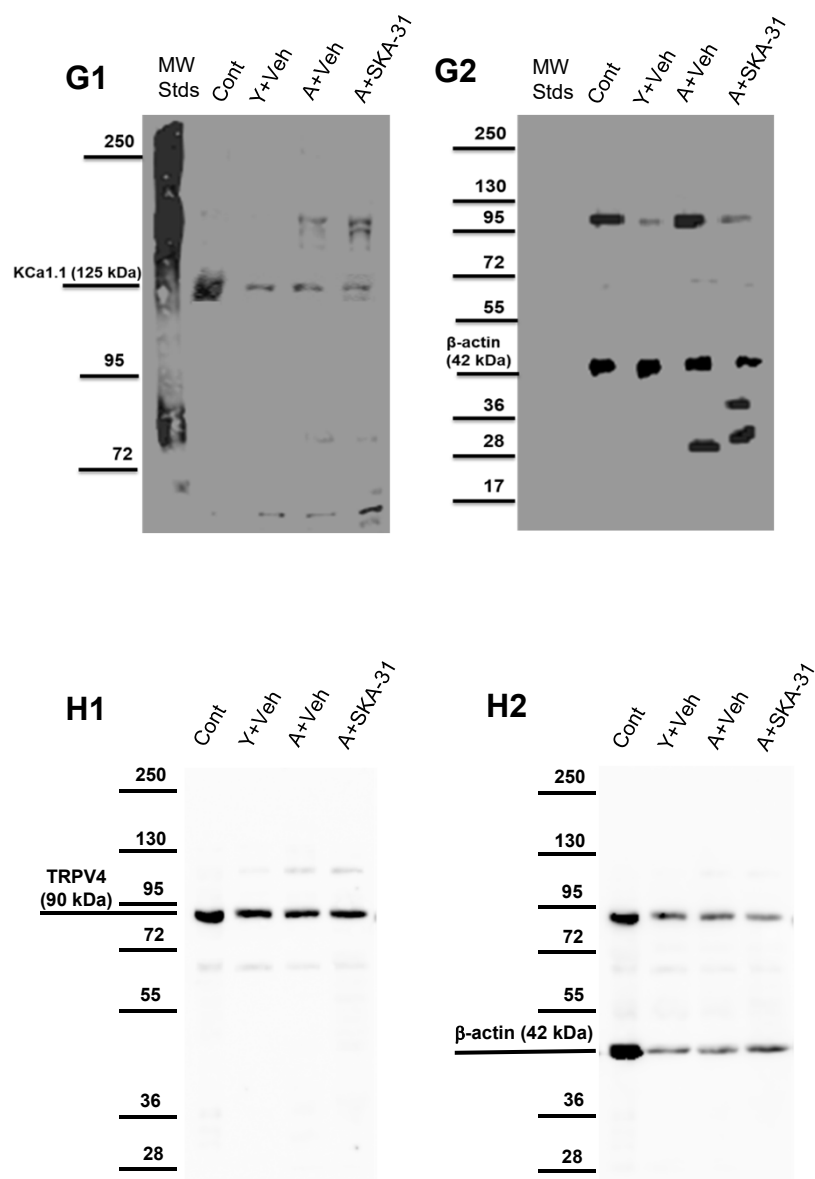 G1
MW
Stds
Cont
Y+Veh
A+Veh
A+SKA-31
250
KCa1.1 (125 kDa)
95
72
G2
MW
Stds
Cont
Y+Veh
A+Veh
A+SKA-31
250
130
95
72
55
β-actin
(42 kDa)
36
28
17
H1
Cont
Y+Veh
A+Veh
A+SKA-31
250
130
TRPV4
(90 kDa)
95
72
55
36
28
H2
Cont
Y+Veh
A+Veh
A+SKA-31
250
130
95
72
55
β-actin (42 kDa)
36
28